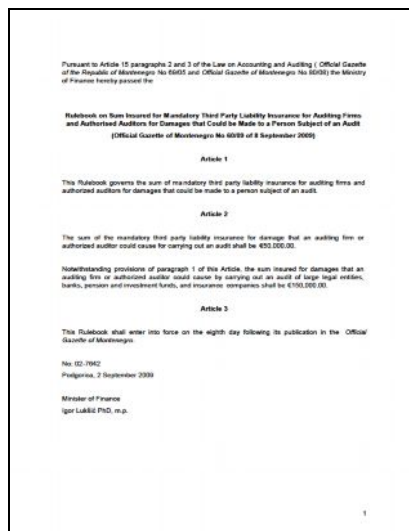 Pursuant to Article 15 paragraphs 2 and 3 of the Law on Accounting and Auditing ( Official Gazette
of the Republic of Montenegro No 69/05 and Official Gazette of Montenegro No 80/08) the Ministry
of Finance hereby passed the
Rulebook on Sum Insured for Mandatory Third Party Liability Insurance for Auditing Firms
and Authorised Auditors for Damages that Could be Made to a Person Subject of an Audit
(Official Gazette of Montenegro No 60/09 of 8 September 2009)
Article 1
This Rulebook governs the sum of mandatory third party liability insurance for auditing firms and
authorized auditors for damages that could be made to a person subject of an audit.
Article 2
The sum of the mandatory third party liability insurance for damage that an auditing firm or
authorized auditor could cause for carrying out an audit shall be €50,000.00.
Notwithstanding provisions of paragraph 1 of this Article, the sum insured for damages that an
auditing firm or authorized auditor could cause by carrying out an audit of large legal entities,
banks, pension and investment funds, and insurance companies shall be €150,000.00.
Article 3
This Rulebook shall enter into force on the eighth day following its publication in the Official
Gazette of Montenegro.
No: 02-7642
Podgorica, 2 September 2009
Minister of Finance
Igor Lukšić PhD, m.p.
1